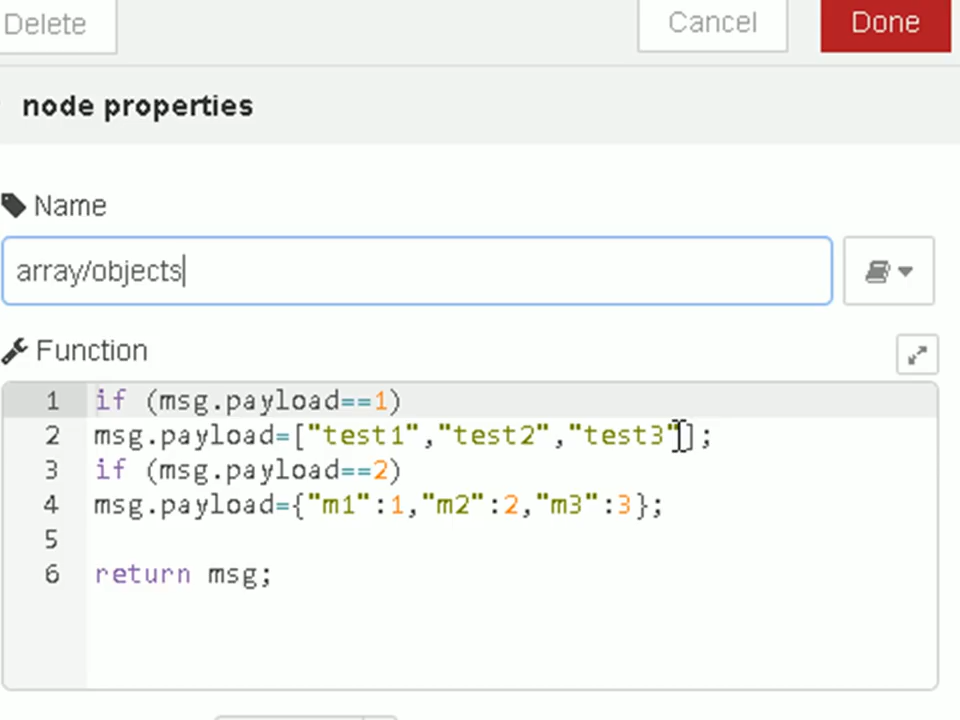 Delete
Cancel
Done
node properties
Name
array/objects
Function
1 if (msg.payload==1)
2 msg.payload=["test1","test2","test3"];
3 if (msg.payload==2)
4 msg.payload={"m1":1,"m2":2,"m3":3};
5
6 return msg;